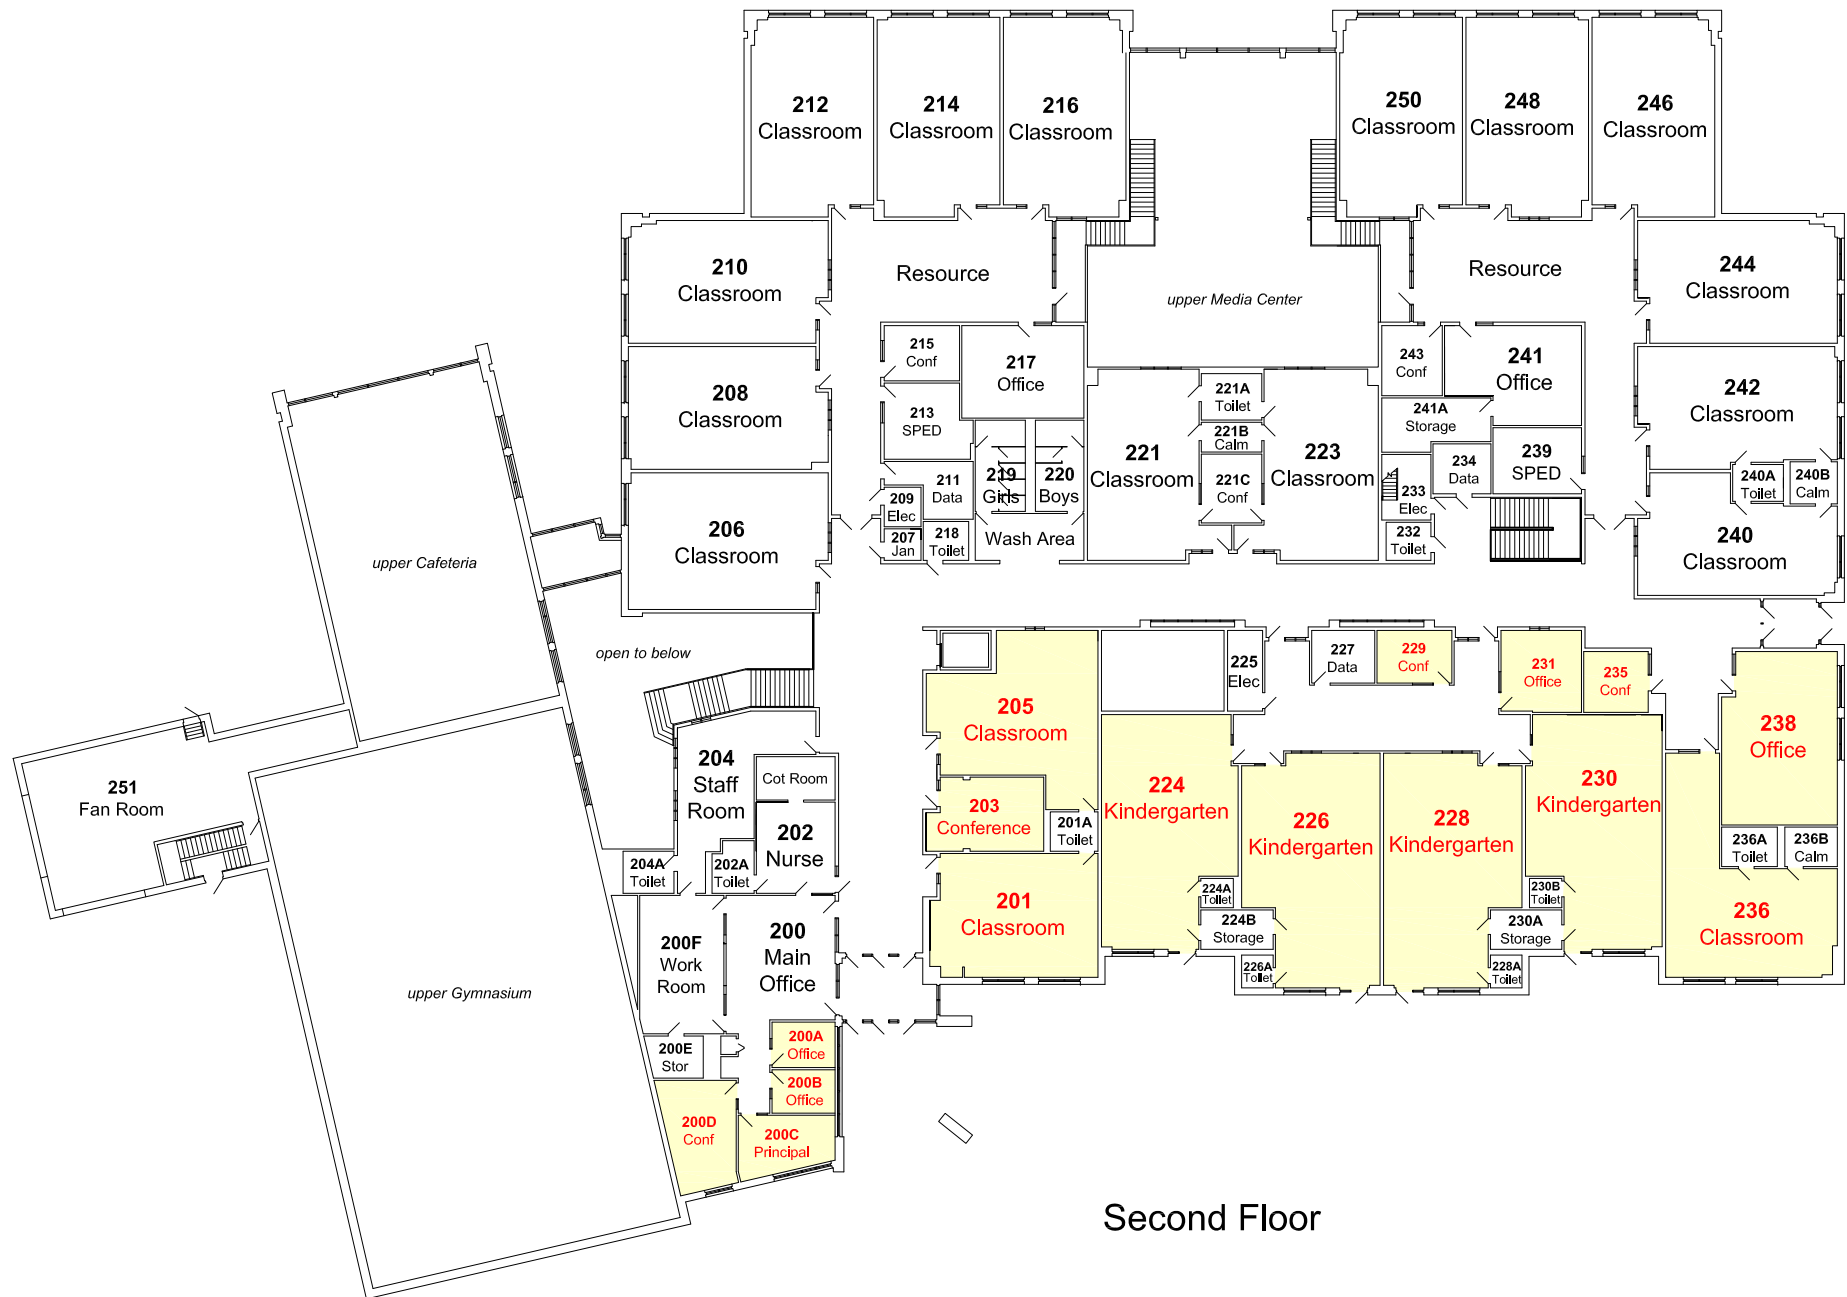 212
Classroom
214
Classroom
216
Classroom
250
Classroom
248
Classroom
246
Classroom
210
Classroom
Resource
upper Media Center
Resource
244
Classroom
215
Conf
217
Office
243
Conf
241
Office
208
Classroom
213
SPED
221A
Toilet
241A
Storage
242
Classroom
221
Classroom
221B
Calm
223
Classroom
221C
Conf
239
SPED
234
Data
233
Elec
232
Toilet
240A
Toilet
240B
Calm
240
Classroom
211
Data
219
Girls
220
Boys
209
Elec
207
Jan
218
Toilet
Wash Area
206
Classroom
upper Cafeteria
open to below
225
Elec
227
Data
229
Conf
231
Office
235
Conf
205
Classroom
238
Office
204
Staff
Room
Cot Room
251
Fan Room
203
Conference
201A
Toilet
224
Kindergarten
226
Kindergarten
228
Kindergarten
230
Kindergarten
202
Nurse
204A
Toilet
202A
Toilet
236A
Toilet
236B
Calm
201
Classroom
224A
Toilet
224B
Storage
226A
Toilet
230B
Toilet
230A
Storage
228A
Toilet
236
Classroom
200F
Work
Room
200
Main
Office
upper Gymnasium
200E
Stor
200A
Office
200B
Office
200D
Conf
200C
Principal
Second Floor